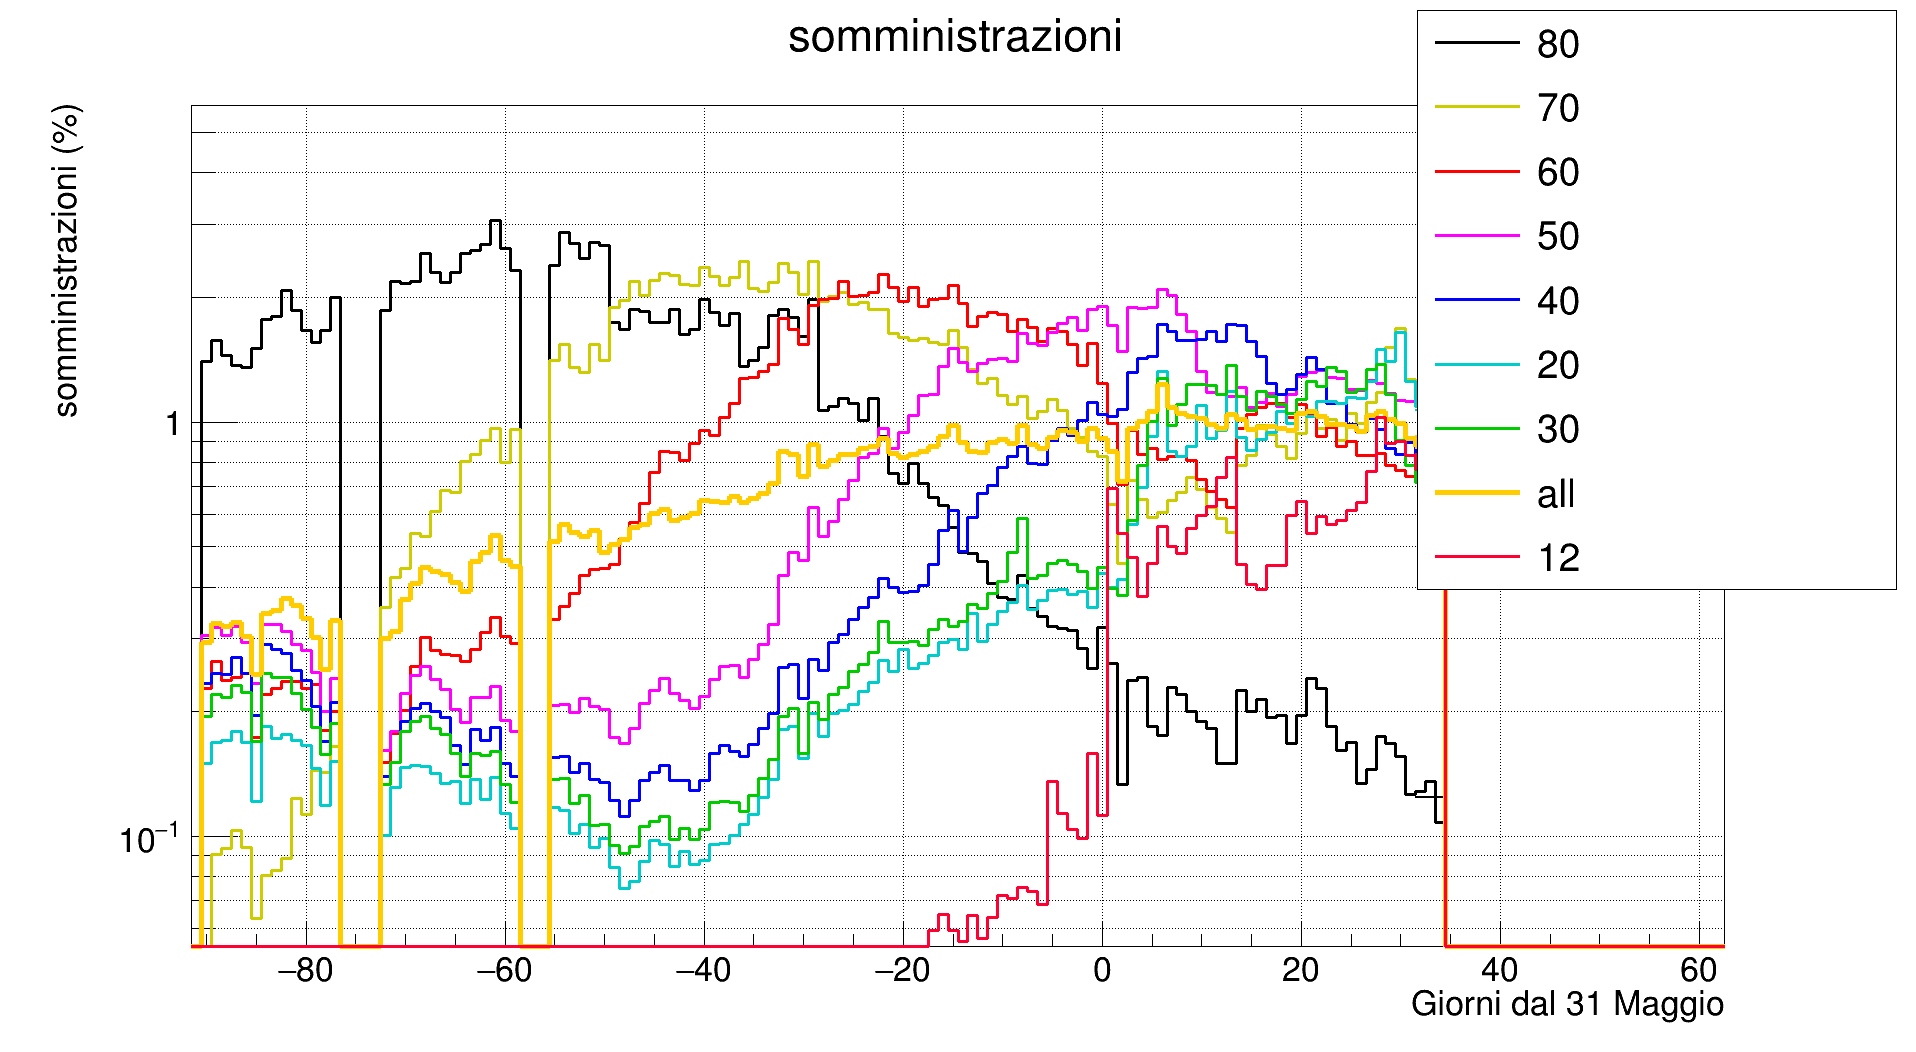 somministrazioni
somministrazioni (%)
80
70
60
50
40
20
30
all
12
1
10⁻¹
−80 −60 −40 −20 0 20 40 60
Giorni dal 31 Maggio